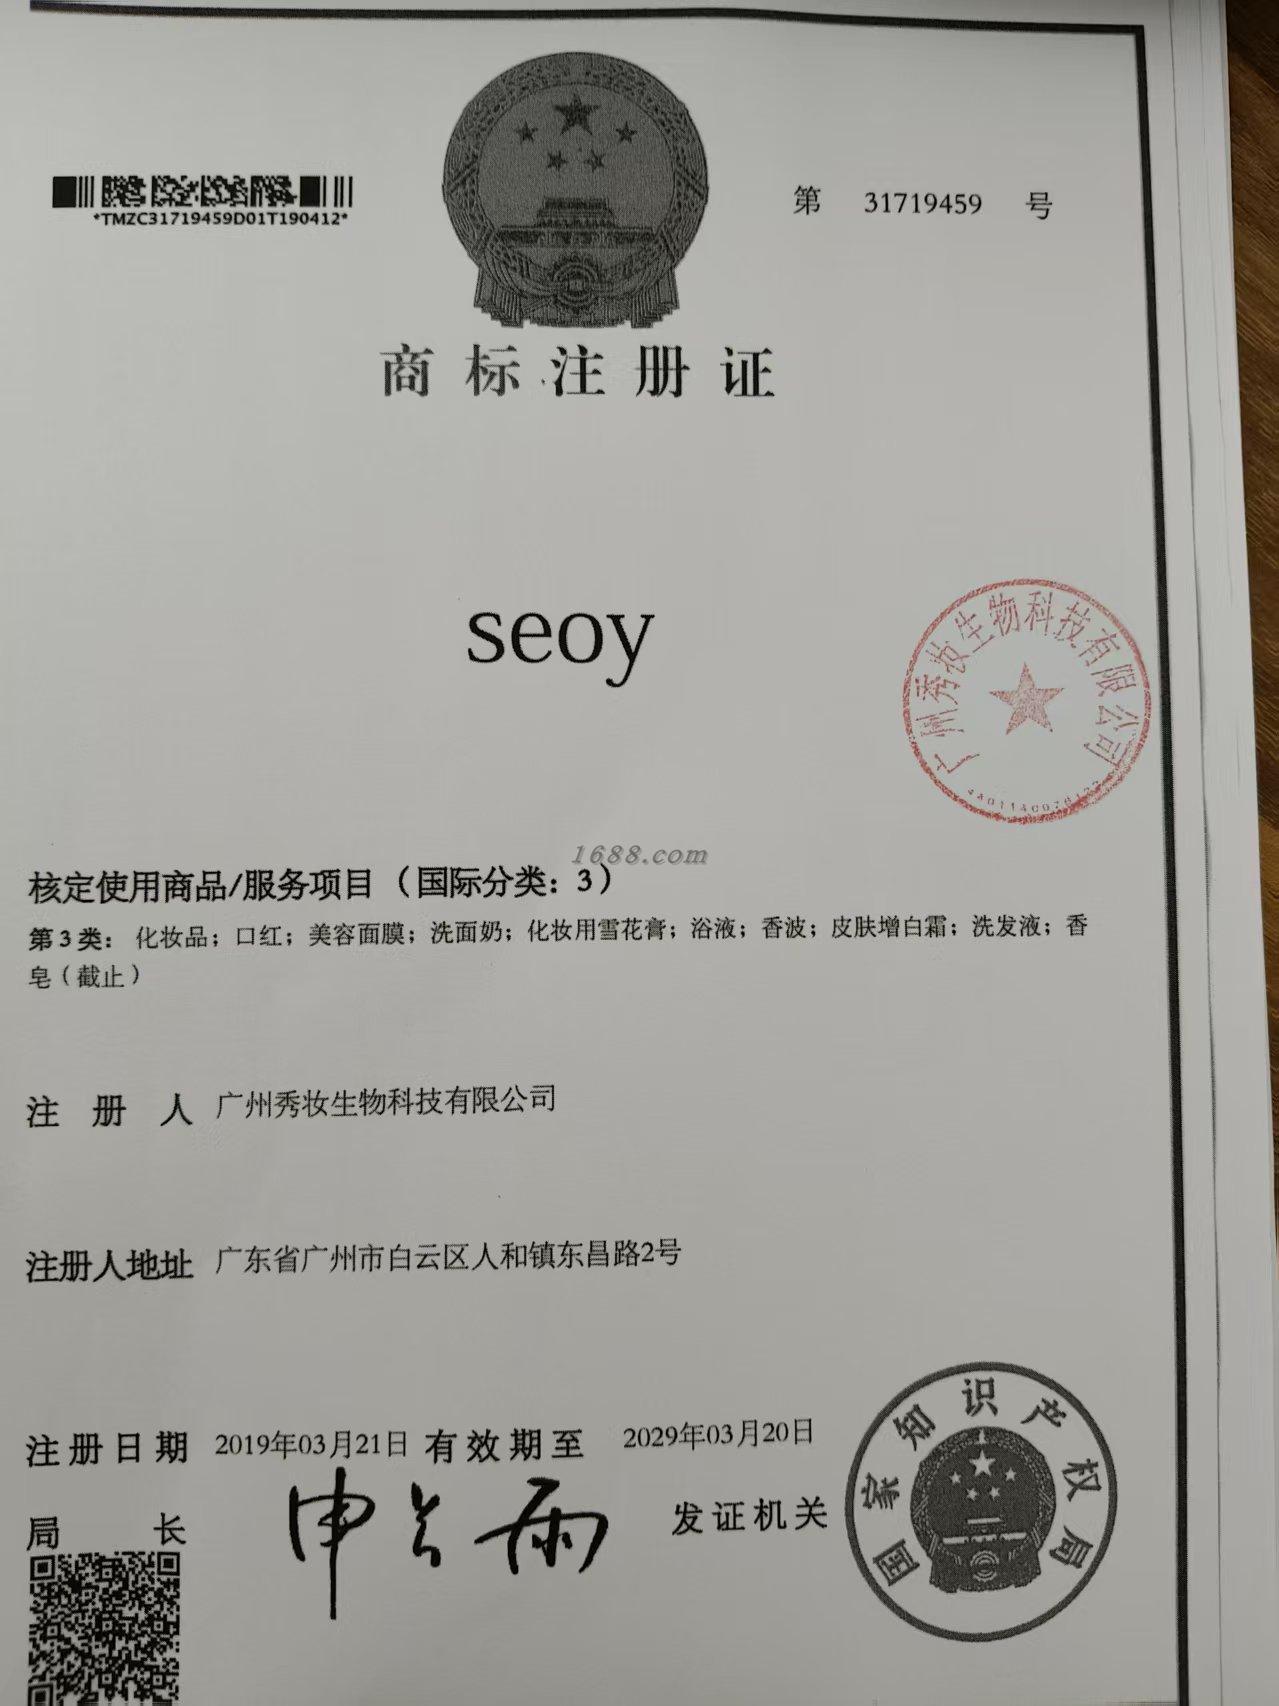 *TMZC31719459D01T190412*
第 31719459 号
商标注册证
seoy
广州秀妆生物科技有限公司
1688.com
核定使用商品/服务项目（国际分类：3）
第3类：化妆品；口红；美容面膜；洗面奶；化妆用雪花膏；浴液；香波；皮肤增白霜；洗发液；香
皂（截止）
注册人 广州秀妆生物科技有限公司
注册人地址 广东省广州市白云区人和镇东昌路2号
注册日期 2019年03月21日 有效期至 2029年03月20日
局长 申长雨 发证机关
国家知识产权局